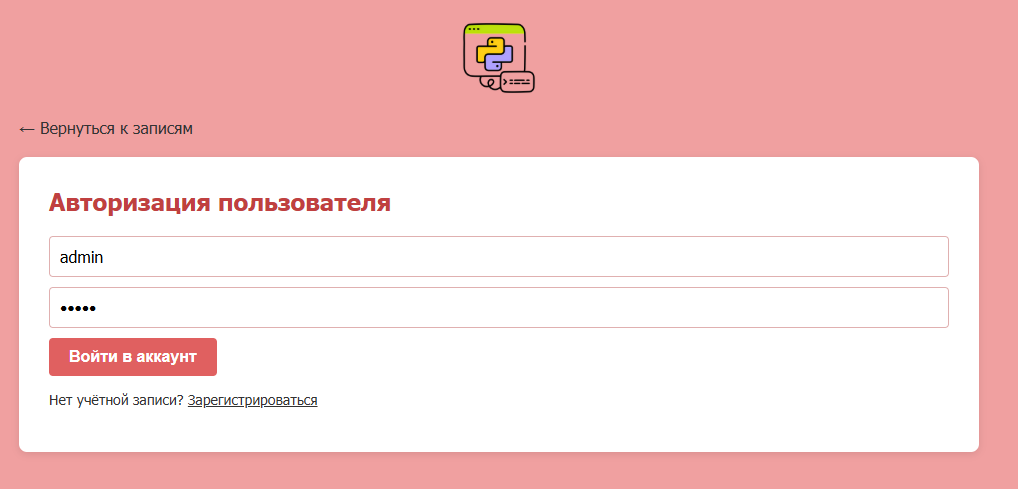 ← Вернуться к записям
Авторизация пользователя
admin
•••••
Войти в аккаунт
Нет учётной записи? Зарегистрироваться